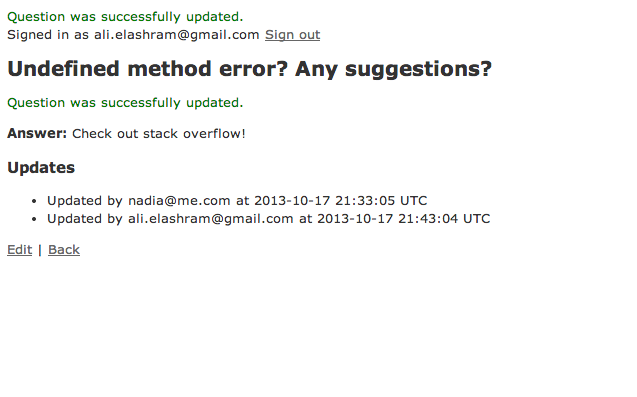 Question was successfully updated.
Signed in as ali.elashram@gmail.com Sign out
Undefined method error? Any suggestions?
Question was successfully updated.
Answer: Check out stack overflow!
Updates
• Updated by nadia@me.com at 2013-10-17 21:33:05 UTC
• Updated by ali.elashram@gmail.com at 2013-10-17 21:43:04 UTC
Edit | Back